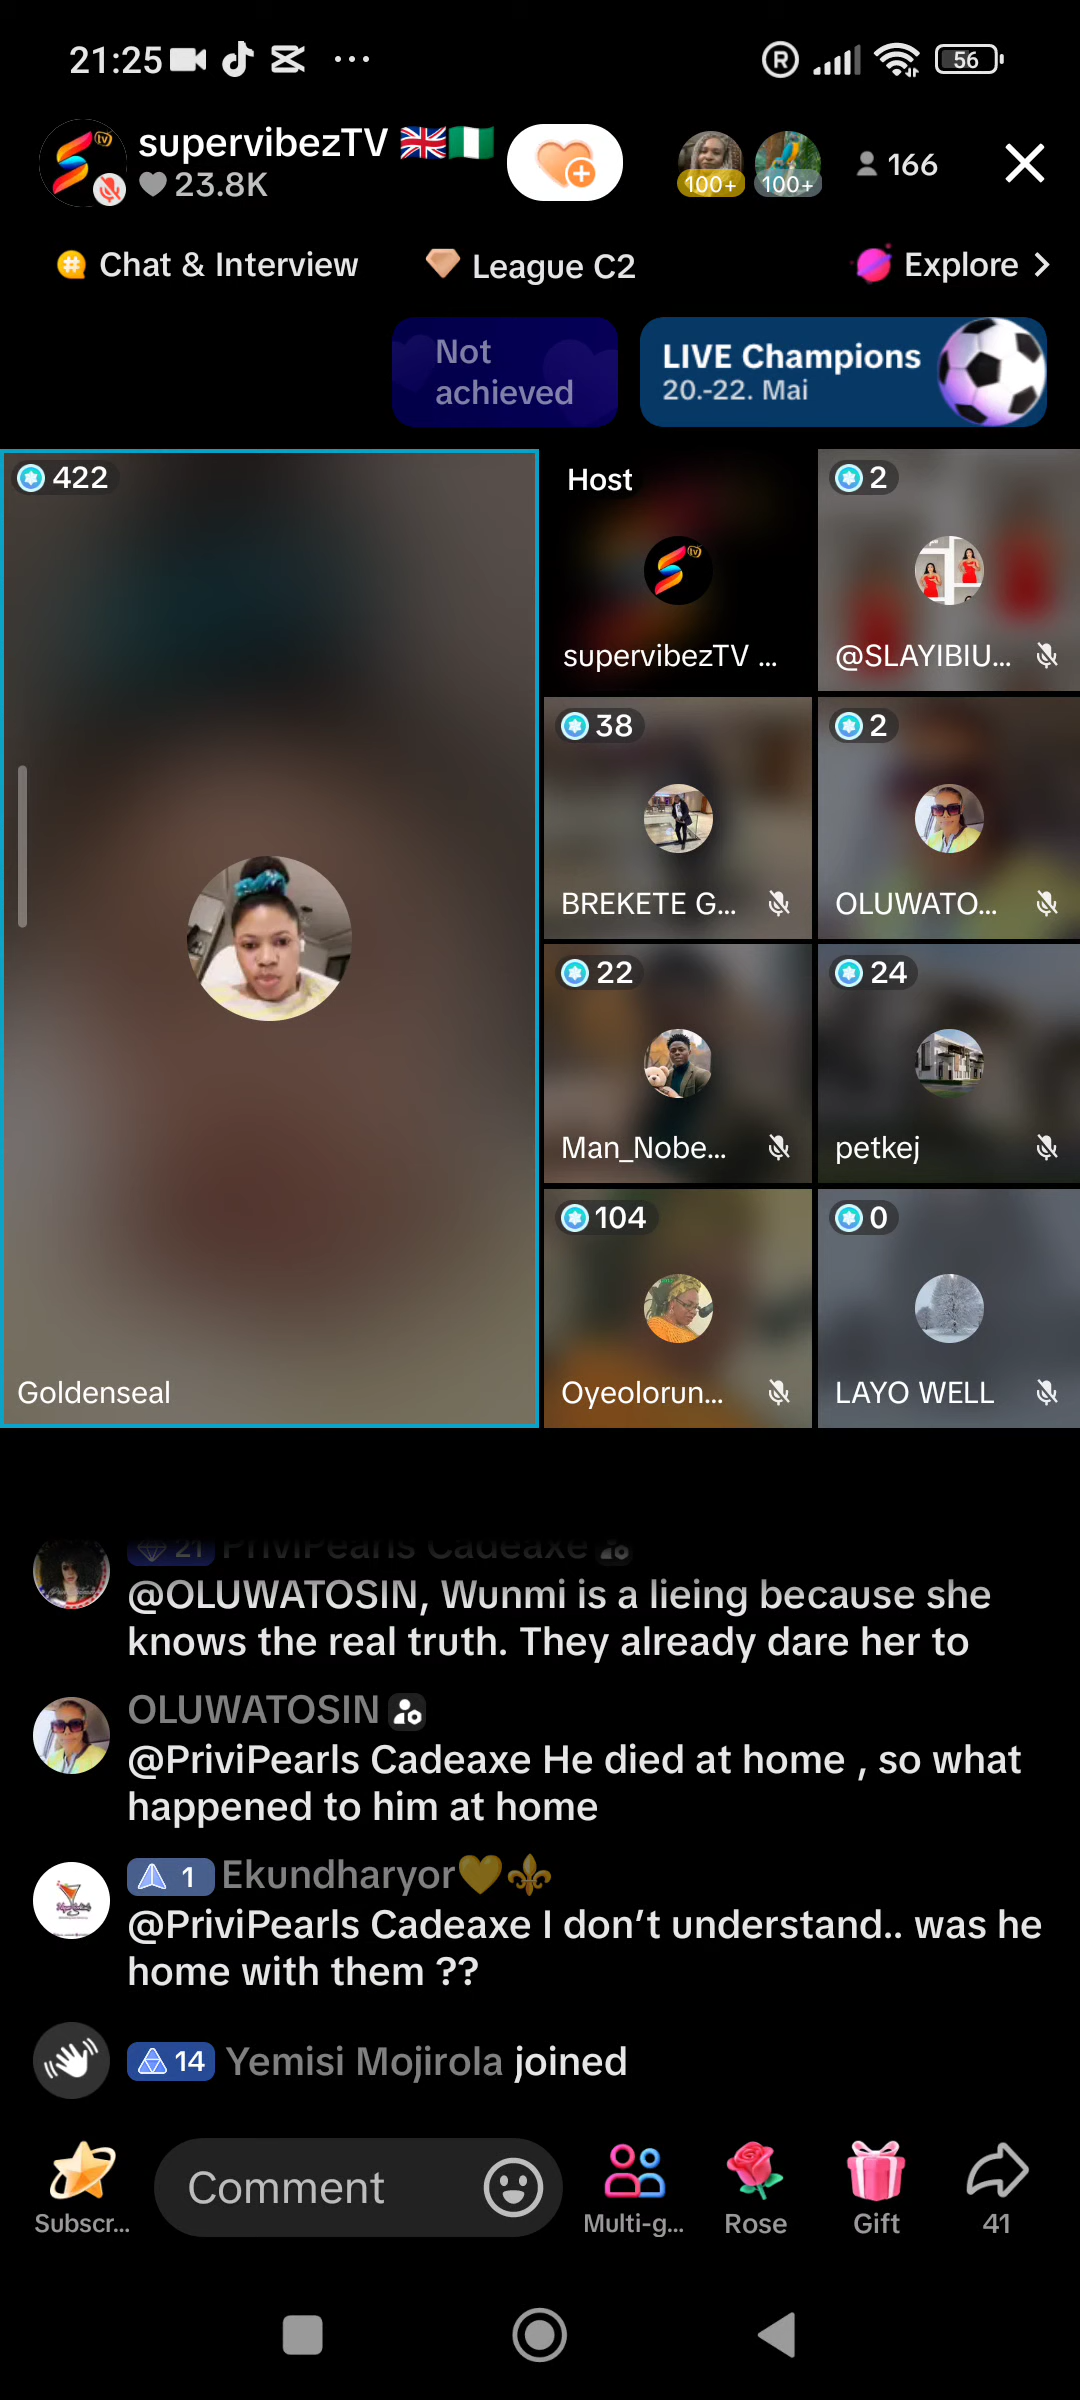 21:25
56
supervibezTV 🇬🇧🇳🇬
23.8K
100+
100+
166
Chat & Interview
League C2
Explore
Not
achieved
LIVE Champions
20.-22. Mai
422
Goldenseal
Host
supervibezTV ...
2
@SLAYIBIU...
38
BREKETE G...
2
OLUWATO...
22
Man_Nobe...
24
petkej
104
Oyeolorun...
0
LAYO WELL
21 PriviPearls Cadeaxe
@OLUWATOSIN, Wunmi is a lieing because she
knows the real truth. They already dare her to
OLUWATOSIN
@PriviPearls Cadeaxe He died at home , so what
happened to him at home
1 Ekundharyor💛⚜️
@PriviPearls Cadeaxe I don’t understand.. was he
home with them ??
14 Yemisi Mojirola joined
Subscr...
Comment
Multi-g...
Rose
Gift
41